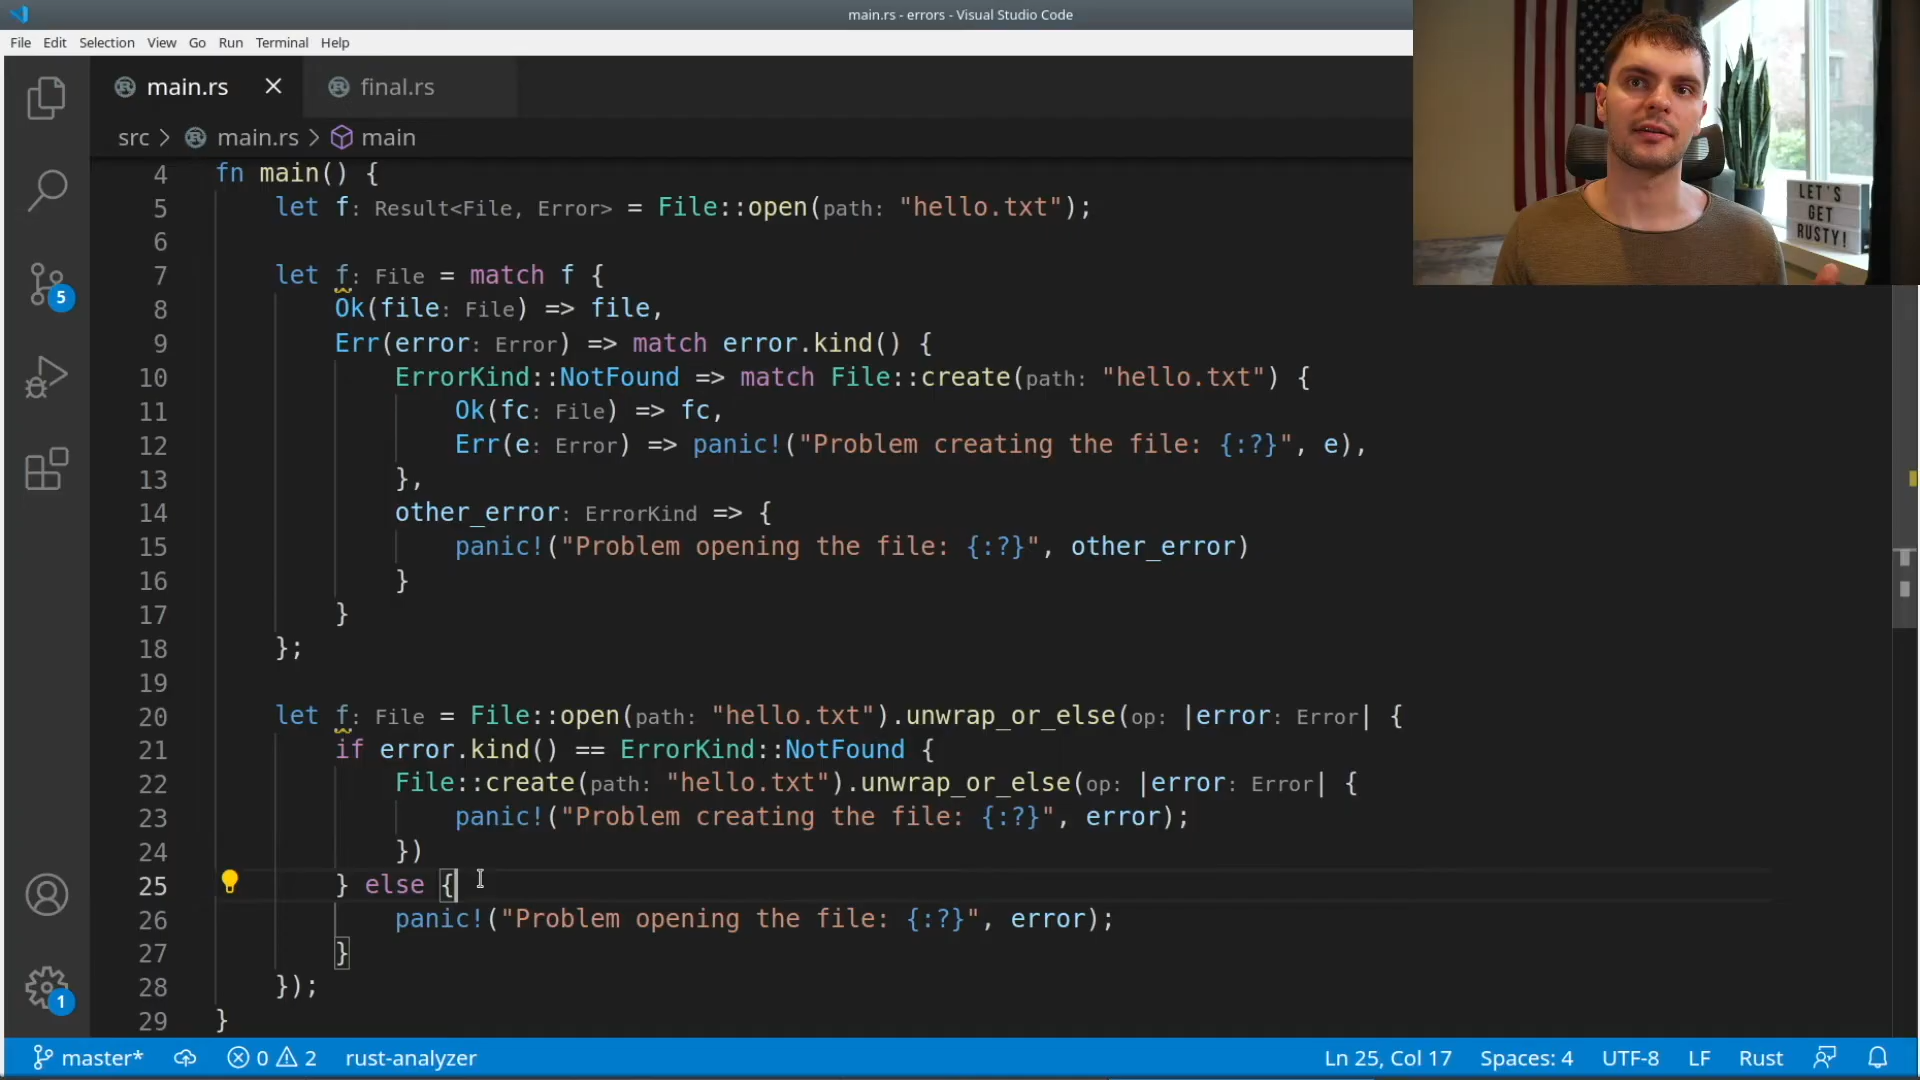 main.rs - errors - Visual Studio Code
File Edit Selection View Go Run Terminal Help
main.rs final.rs
src > main.rs > main
4 fn main() {
5 let f: Result<File, Error> = File::open(path: "hello.txt");
6
7 let f: File = match f {
8 Ok(file: File) => file,
9 Err(error: Error) => match error.kind() {
10 ErrorKind::NotFound => match File::create(path: "hello.txt") {
11 Ok(fc: File) => fc,
12 Err(e: Error) => panic!("Problem creating the file: {:?}", e),
13 },
14 other_error: ErrorKind => {
15 panic!("Problem opening the file: {:?}", other_error)
16 }
17 }
18 };
19
20 let f: File = File::open(path: "hello.txt").unwrap_or_else(op: |error: Error| {
21 if error.kind() == ErrorKind::NotFound {
22 File::create(path: "hello.txt").unwrap_or_else(op: |error: Error| {
23 panic!("Problem creating the file: {:?}", error);
24 })
25 } else {
26 panic!("Problem opening the file: {:?}", error);
27 }
28 });
29 }
5
1
LET'S
GET
RUSTY!
master* 0 2 rust-analyzer Ln 25, Col 17 Spaces: 4 UTF-8 LF Rust